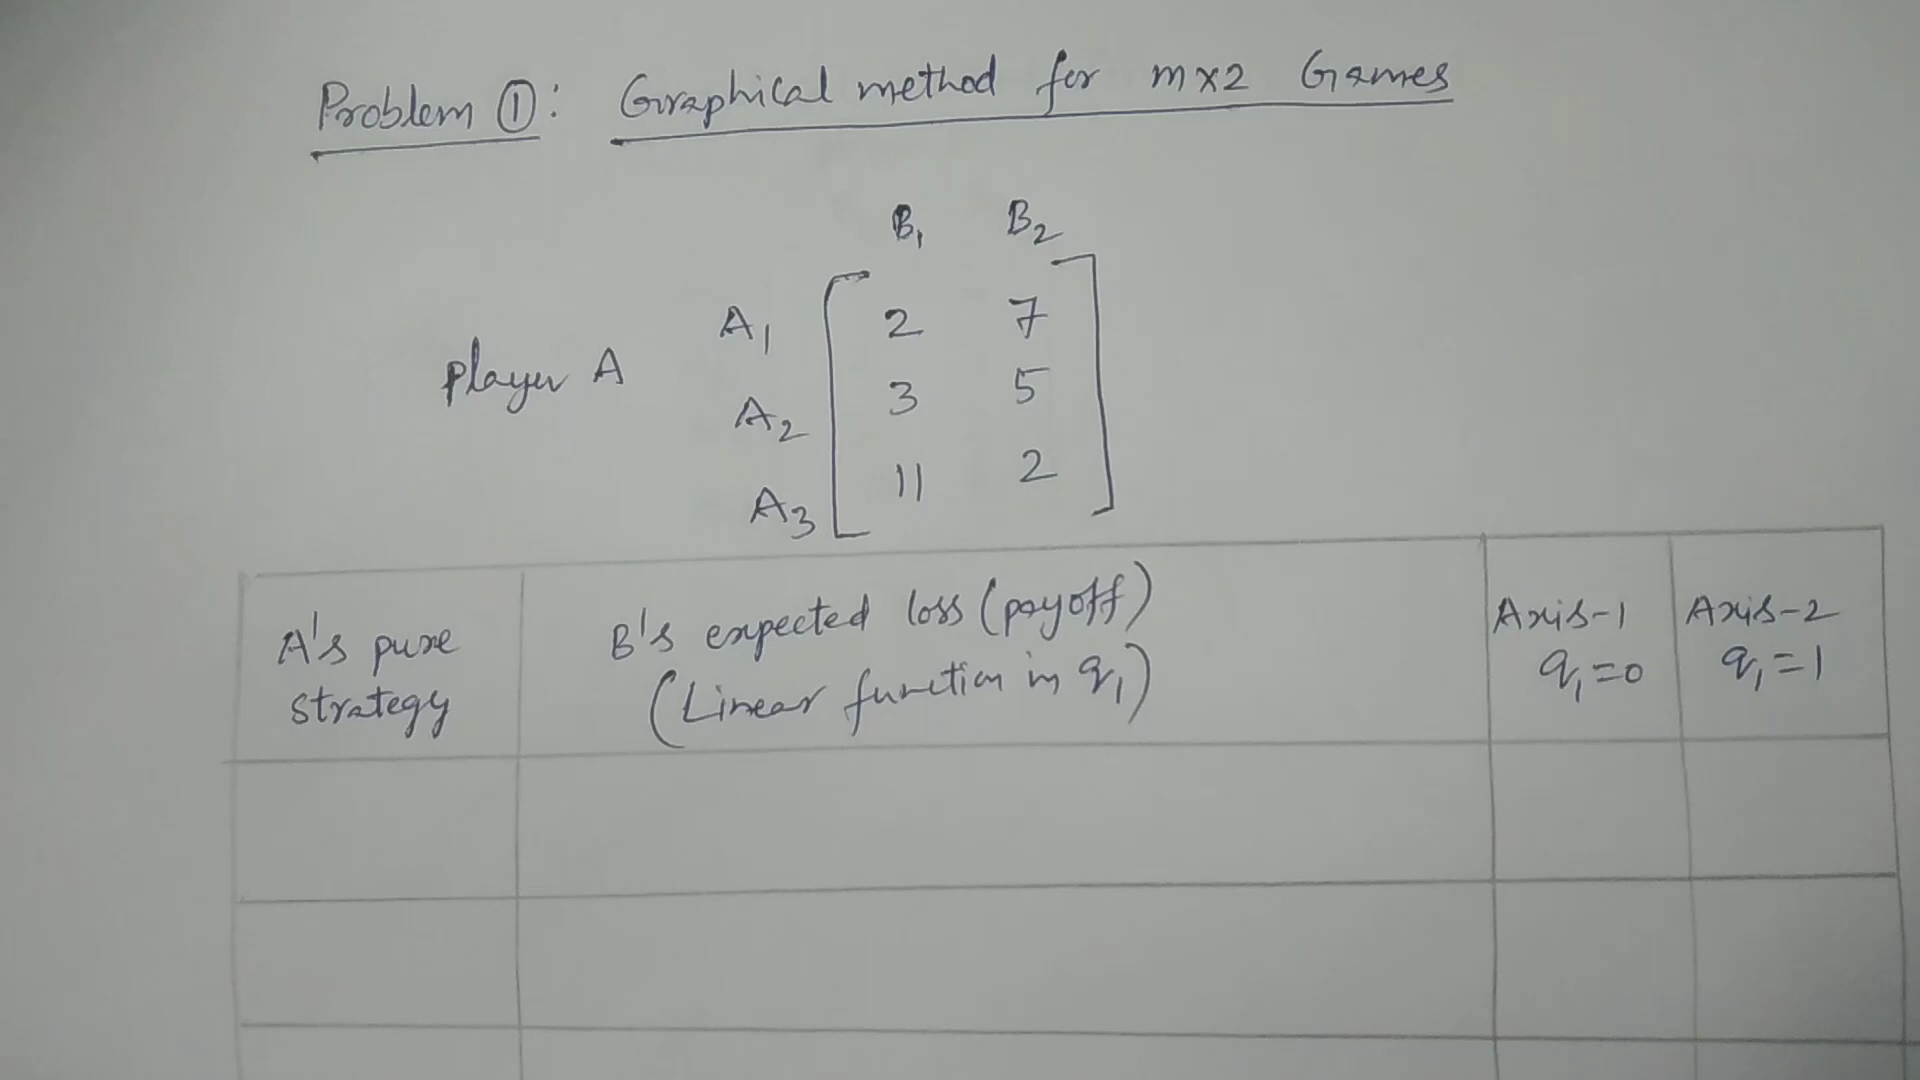 Problem ①: Graphical method for m×2 Games
B₁ B₂
A₁ 2 7
Player A
A₂ 3 5
A₃ 11 2
A's pure strategy
B's expected loss (payoff)
(Linear function in q₁)
Axis-1
q₁=0
Axis-2
q₁=1